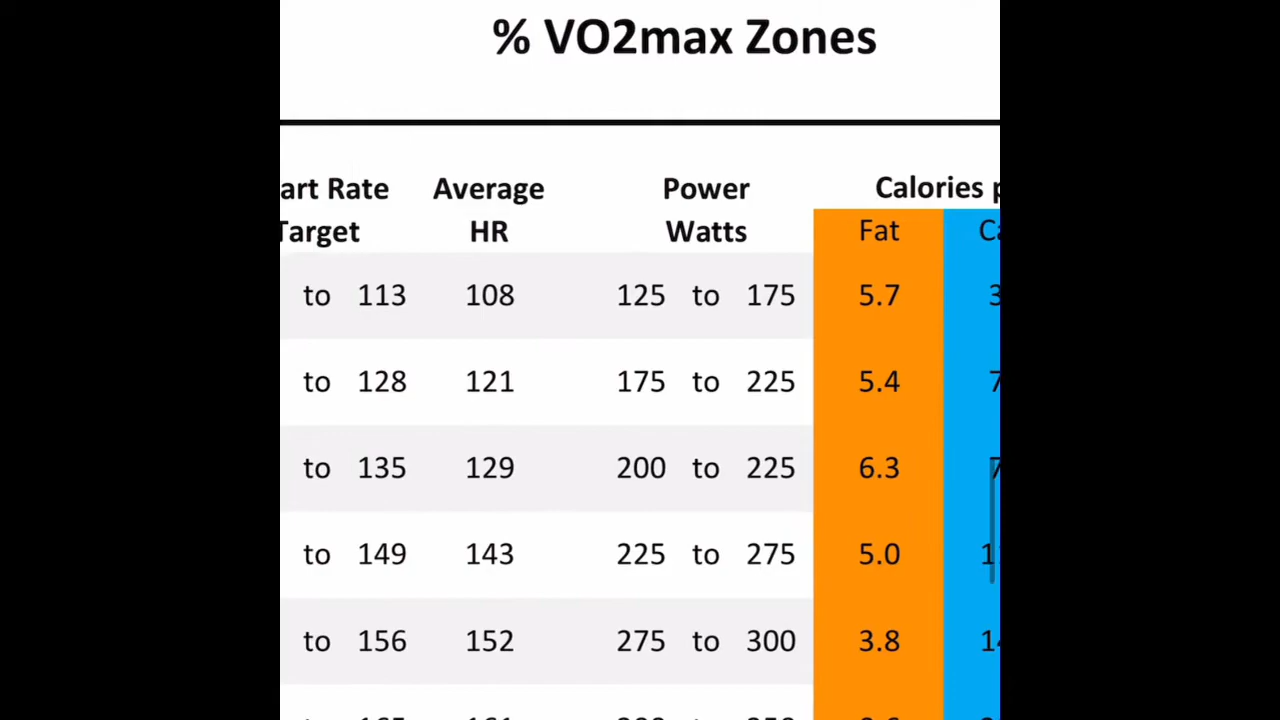 % VO2max Zones
Rate Average Power Calories
Target HR Watts Fat
to 113 108 125 to 175 5.7
to 128 121 175 to 225 5.4
to 135 129 200 to 225 6.3
to 149 143 225 to 275 5.0
to 156 152 275 to 300 3.8